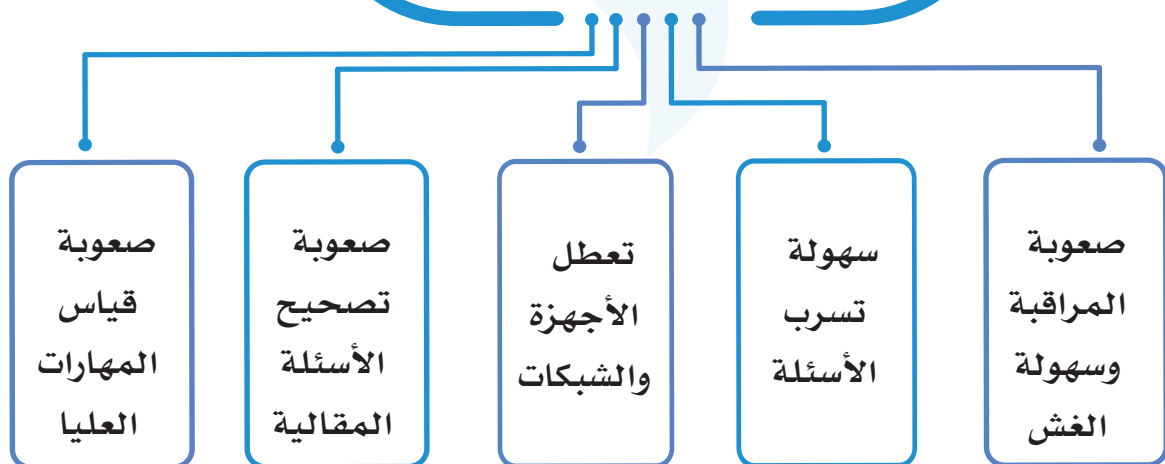 صعوبة
المراقبة
وسهولة
الغش
سهولة
تسرب
الأسئلة
تعطل
الأجهزة
والشبكات
صعوبة
تصحيح
الأسئلة
المقالية
صعوبة
قياس
المهارات
العليا